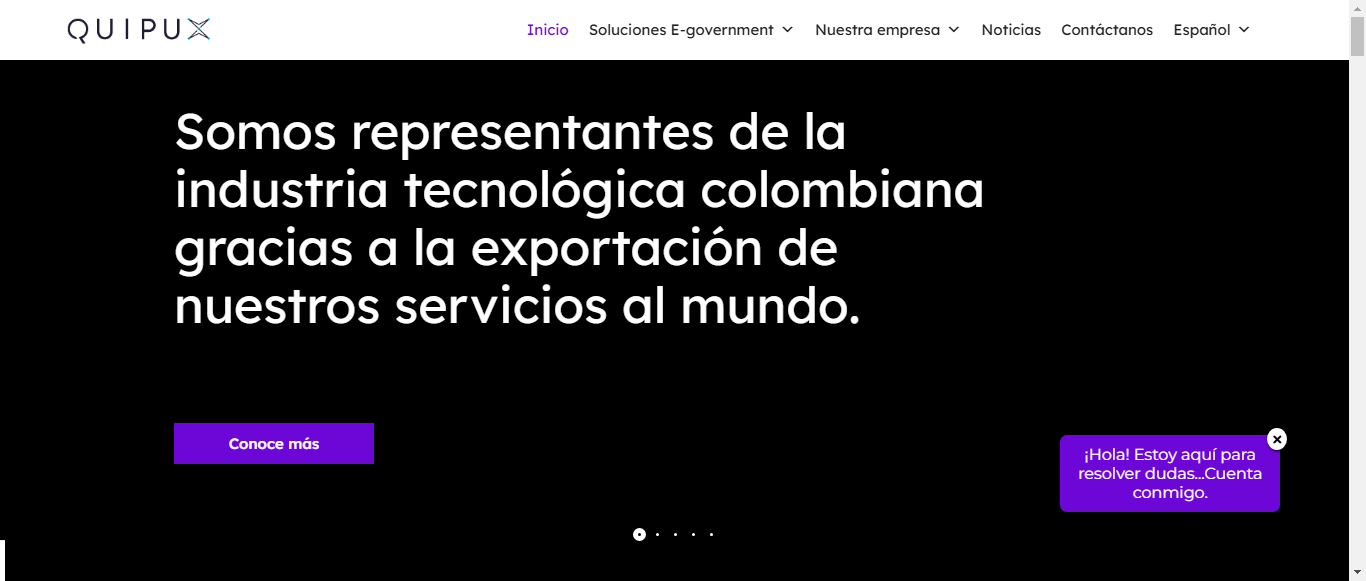 QUIPUX
Inicio
Soluciones E-government
Nuestra empresa
Noticias
Contáctanos
Español
Somos representantes de la
industria tecnológica colombiana
gracias a la exportación de
nuestros servicios al mundo.
Conoce más
¡Hola! Estoy aquí para
resolver dudas...Cuenta
conmigo.